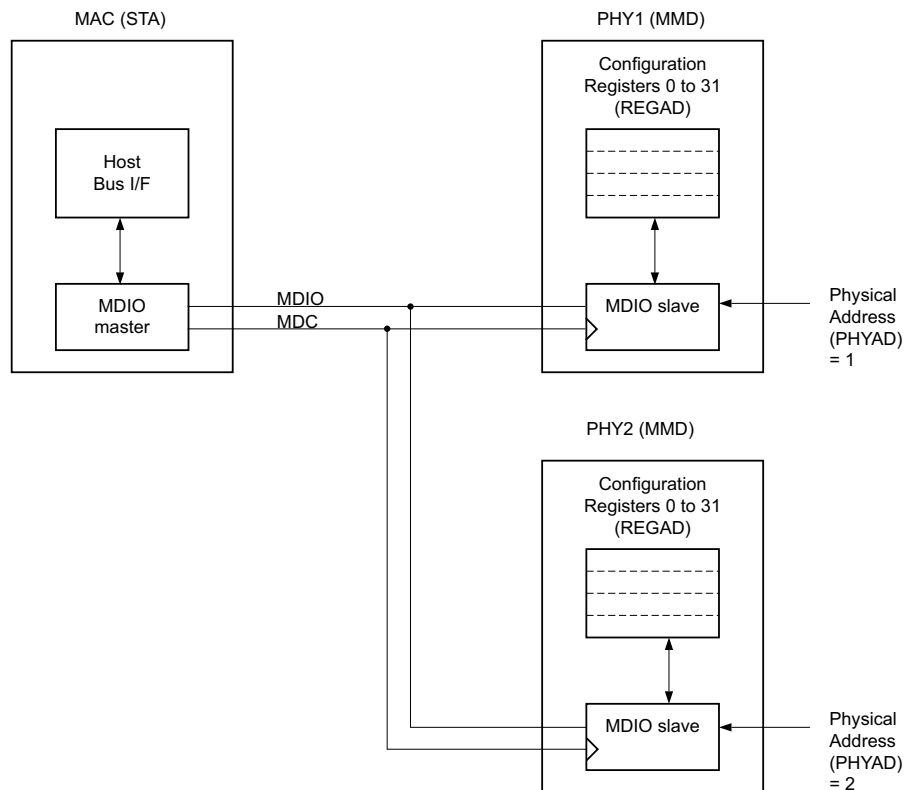 MAC (STA)
Host
Bus I/F
MDIO
master
MDIO
MDC
PHY1 (MMD)
Configuration
Registers 0 to 31
(REGAD)
MDIO slave
Physical
Address
(PHYAD)
= 1
PHY2 (MMD)
Configuration
Registers 0 to 31
(REGAD)
MDIO slave
Physical
Address
(PHYAD)
= 2